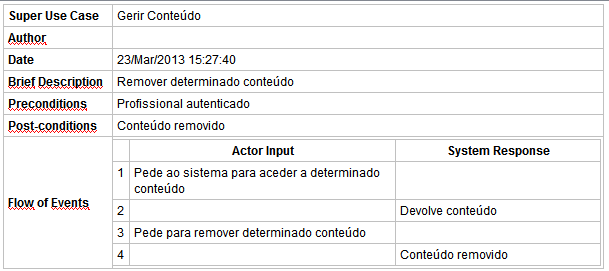 Super Use Case Gerir Conteúdo
Author
Date 23/Mar/2013 15:27:40
Brief Description Remover determinado conteúdo
Preconditions Profissional autenticado
Post-conditions Conteúdo removido
Flow of Events
Actor Input System Response
1 Pede ao sistema para aceder a determinado
conteúdo
2 Devolve conteúdo
3 Pede para remover determinado conteúdo
4 Conteúdo removido